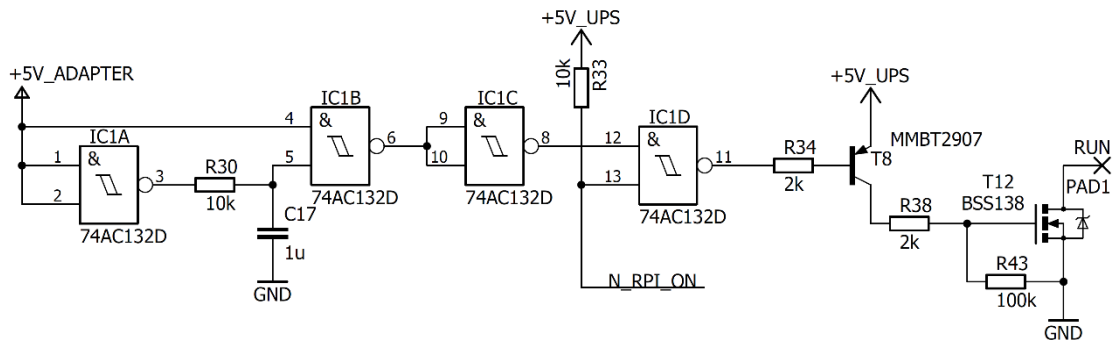 +5V_UPS
+5V_ADAPTER
10k
R33
+5V_UPS
IC1B
IC1C
4
&
6
9
&
8
IC1D
IC1A
12
&
MMBT2907
1
&
R30
5
10
11
R34
T8
RUN
3
2
10k
74AC132D
74AC132D
13
2k
T12
PAD1
C17
BSS138
74AC132D
74AC132D
R38
1u
2k
N_RPI_ON
R43
GND
100k
GND